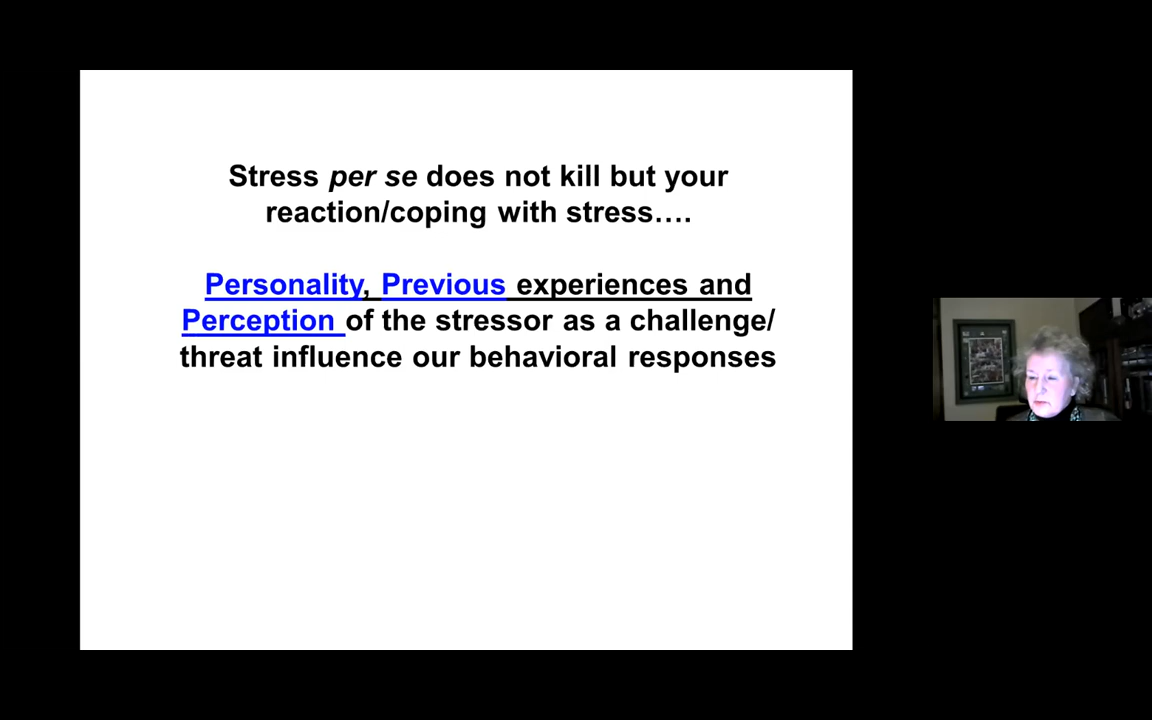 Stress per se does not kill but your
reaction/coping with stress….
Personality, Previous experiences and
Perception of the stressor as a challenge/
threat influence our behavioral responses